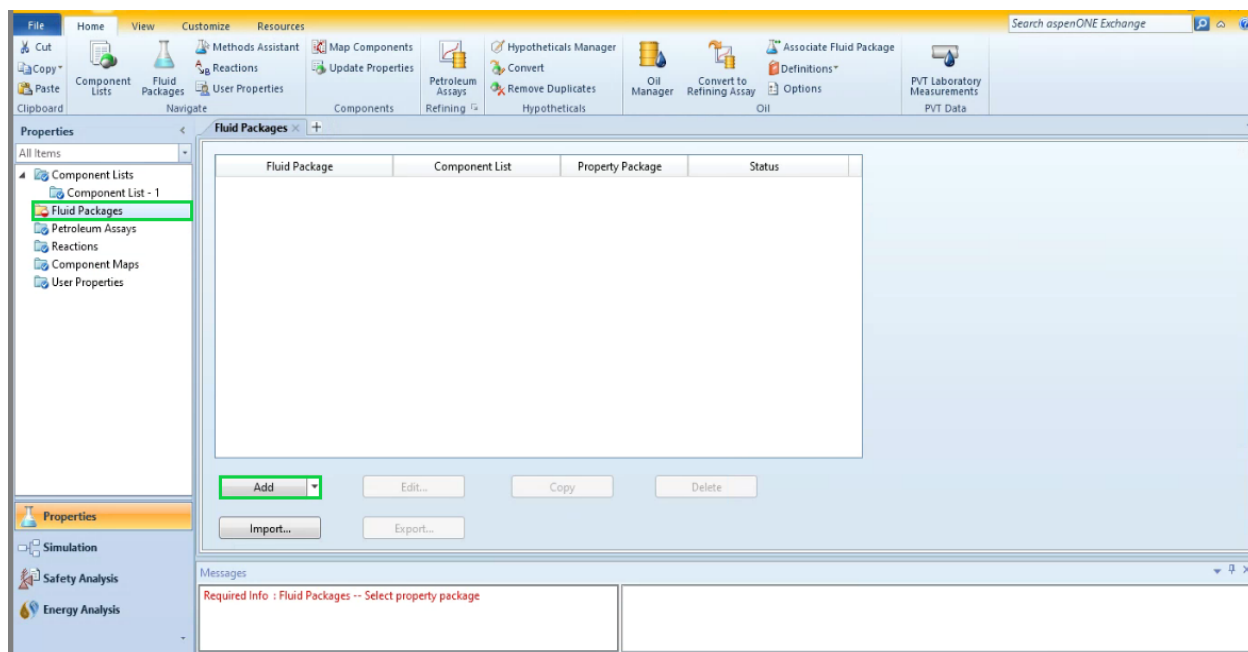 File Home View Customize Resources Search aspenONE Exchange
Cut Methods Assistant Map Components Hypotheticals Manager Associate Fluid Package
Copy Reactions Update Properties Convert Definitions
Paste User Properties Remove Duplicates Options
Component Lists Fluid Packages Petroleum Assays Oil Manager Convert to Refining Assay PVT Laboratory Measurements
Clipboard Navigate Components Refining Hypotheticals Oil PVT Data
Properties < Fluid Packages × +
All Items
Fluid Package Component List Property Package Status
Component Lists
Component List - 1
Fluid Packages
Petroleum Assays
Reactions
Component Maps
User Properties
Add Edit... Copy Delete
Import... Export...
Properties
Simulation
Safety Analysis
Energy Analysis
Messages
Required Info : Fluid Packages -- Select property package